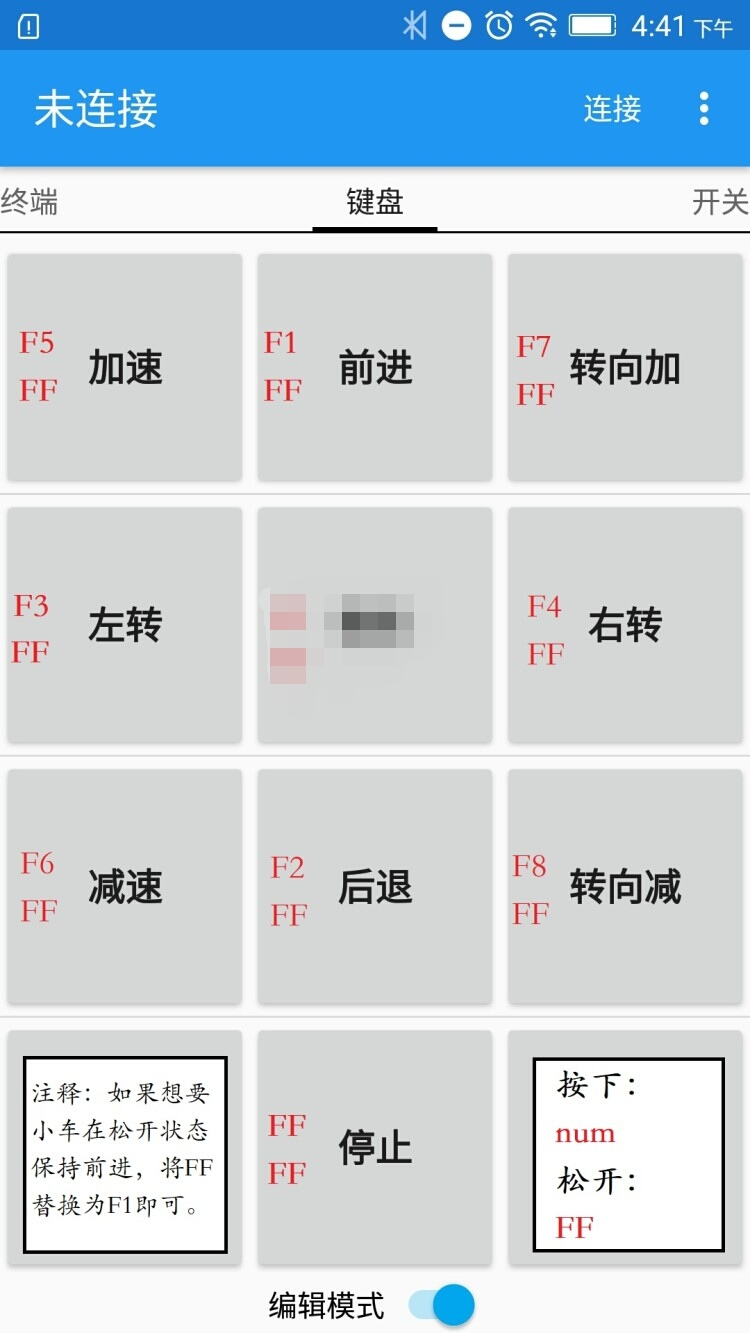 4:41 下午
未连接
连接
终端
键盘
开关
F5
FF
加速
F1
FF
前进
F7
FF
转向加
F3
FF
左转
F4
FF
右转
F6
FF
减速
F2
FF
后退
F8
FF
转向减
注释：如果想要
小车在松开状态
保持前进，将FF
替换为F1即可。
FF
FF
停止
按下：
num
松开：
FF
编辑模式